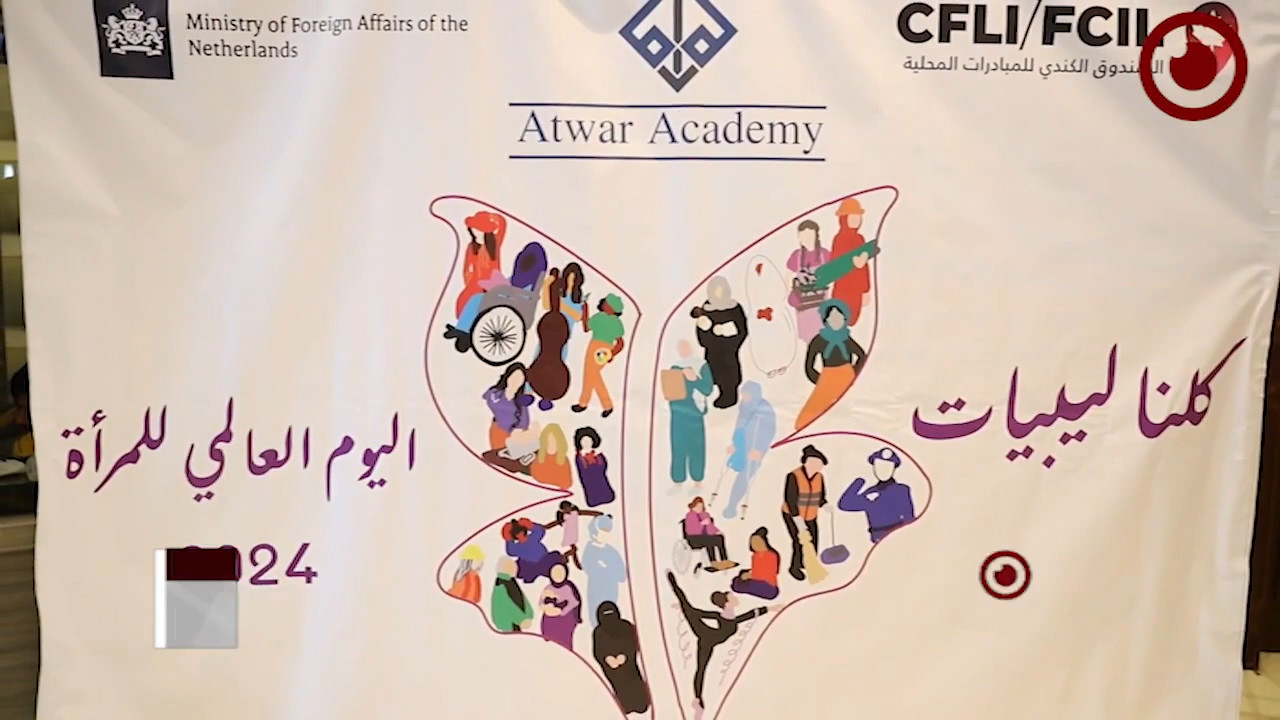 Ministry of Foreign Affairs of the
Netherlands
Atwar Academy
CFLI/FCIL
الصندوق الكندي للمبادرات المحلية
كلنا ليبيات
اليوم العالمي للمرأة
2024